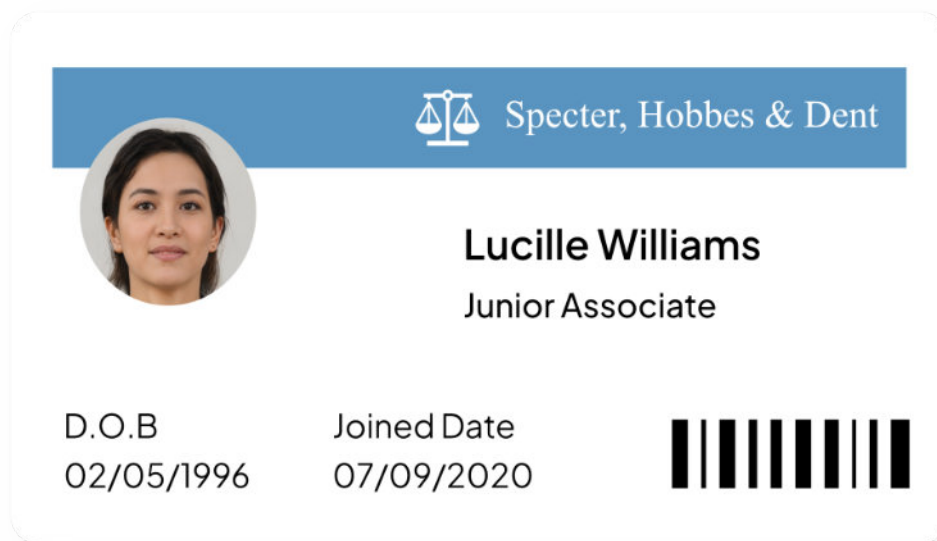 Specter, Hobbes & Dent
Lucille Williams
Junior Associate
D.O.B
Joined Date
02/05/1996
07/09/2020